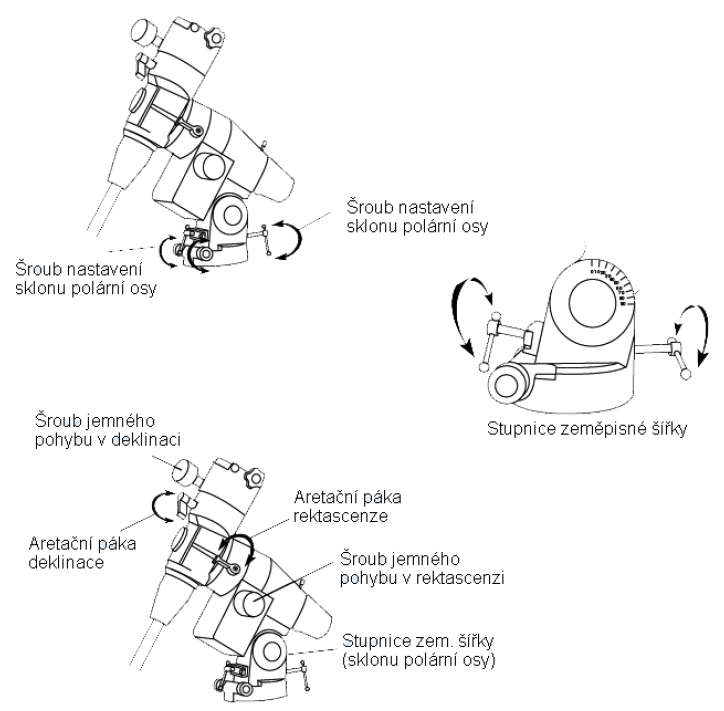 Šroub nastavení
sklonu polární osy
Šroub nastavení
sklonu polární osy
Stupnice zeměpisné šířky
Šroub jemného
pohybu v deklinaci
Aretační páka
rektascenze
Aretační páka
deklinace
Šroub jemného
pohybu v rektascenzi
Stupnice zem. šířky
(sklonu polární osy)